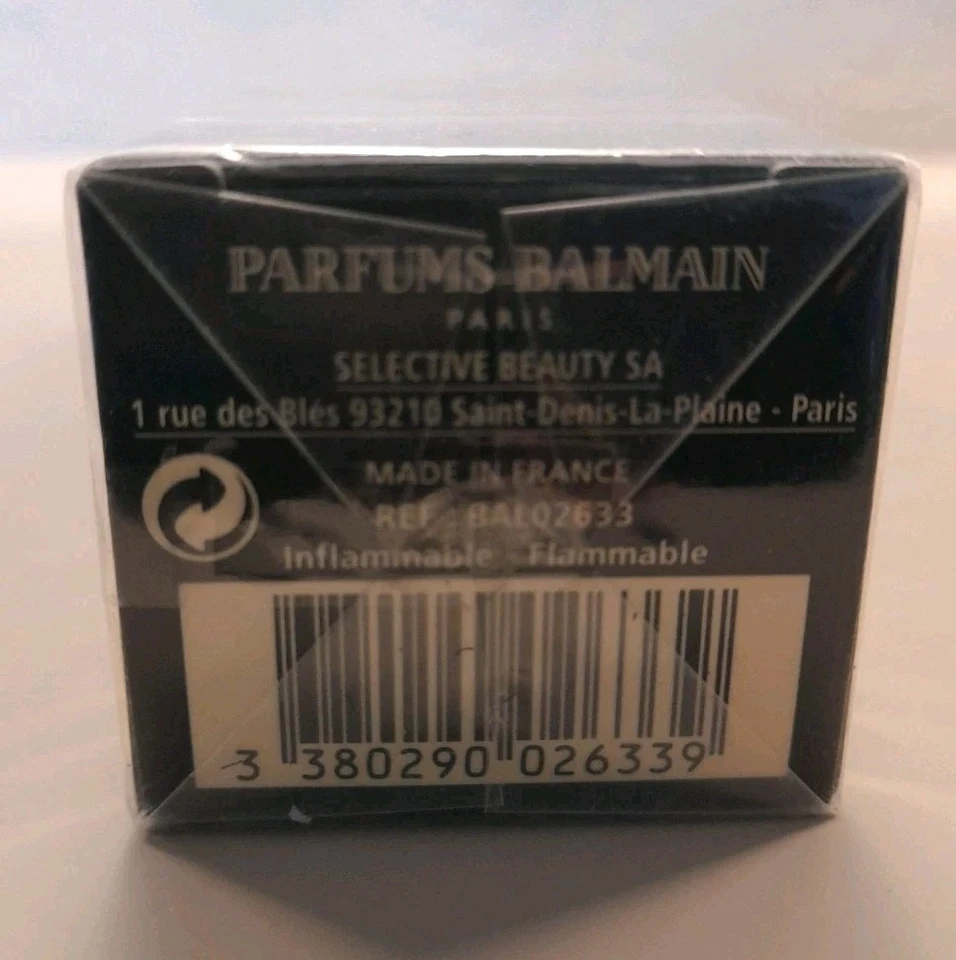 PARFUMS BALMAIN
PARIS
SELECTIVE BEAUTY SA
1 rue des Blés 93210 Saint-Denis-La-Plaine - Paris
MADE IN FRANCE
REF : BAL02633
Inflammable - Flammable
3 380290 026339